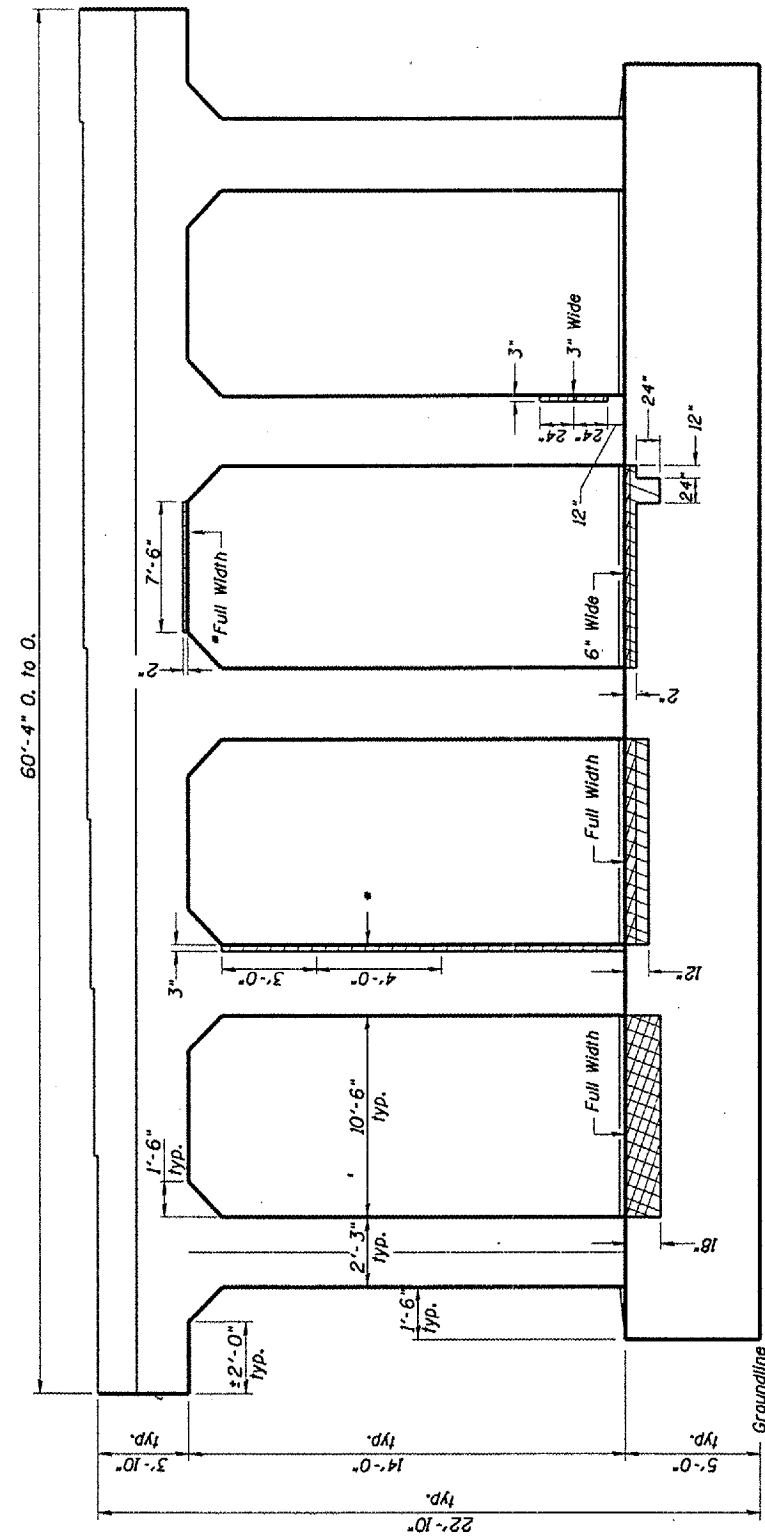 60'-4" O. to O.
7'-6"
2"
*Full Width
3"
3'-0"
4'-0"
*
1'-6"
typ.
±2'-0"
typ.
2'-3"
typ.
10'-6"
typ.
1'-6"
typ.
3"
3" Wide
24"
24"
12"
24"
12"
24"
6" Wide
2"
Full Width
12"
Full Width
18"
3'-10"
typ.
14'-0"
typ.
5'-0"
typ.
22'-10"
typ.
Groundline